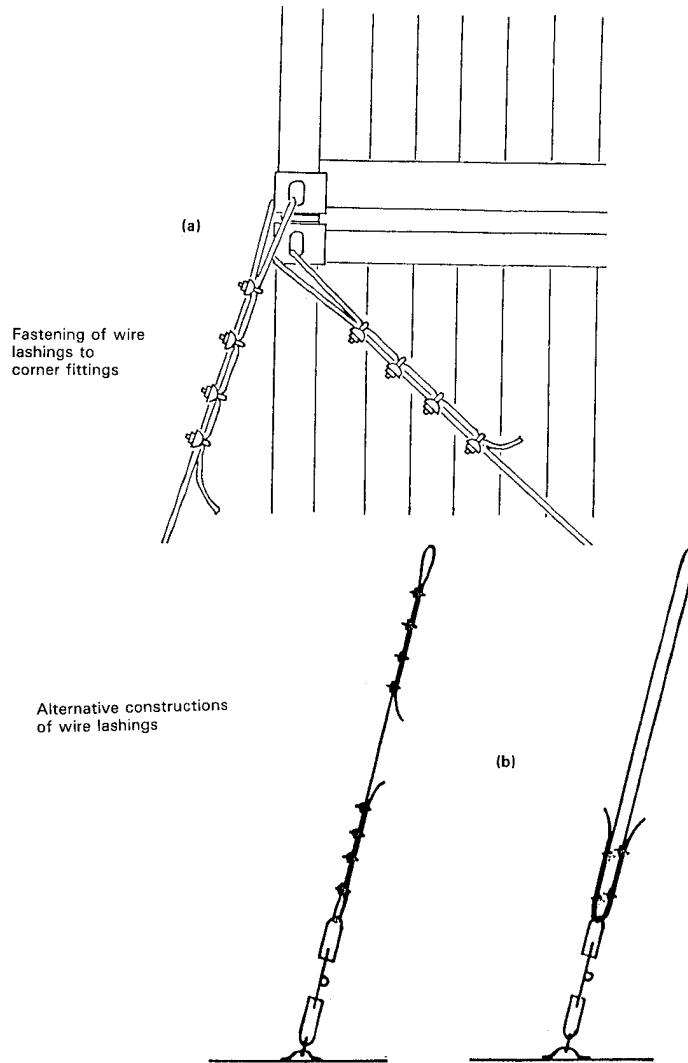 (a)
Fastening of wire
lashings to
corner fittings
Alternative constructions
of wire lashings
(b)